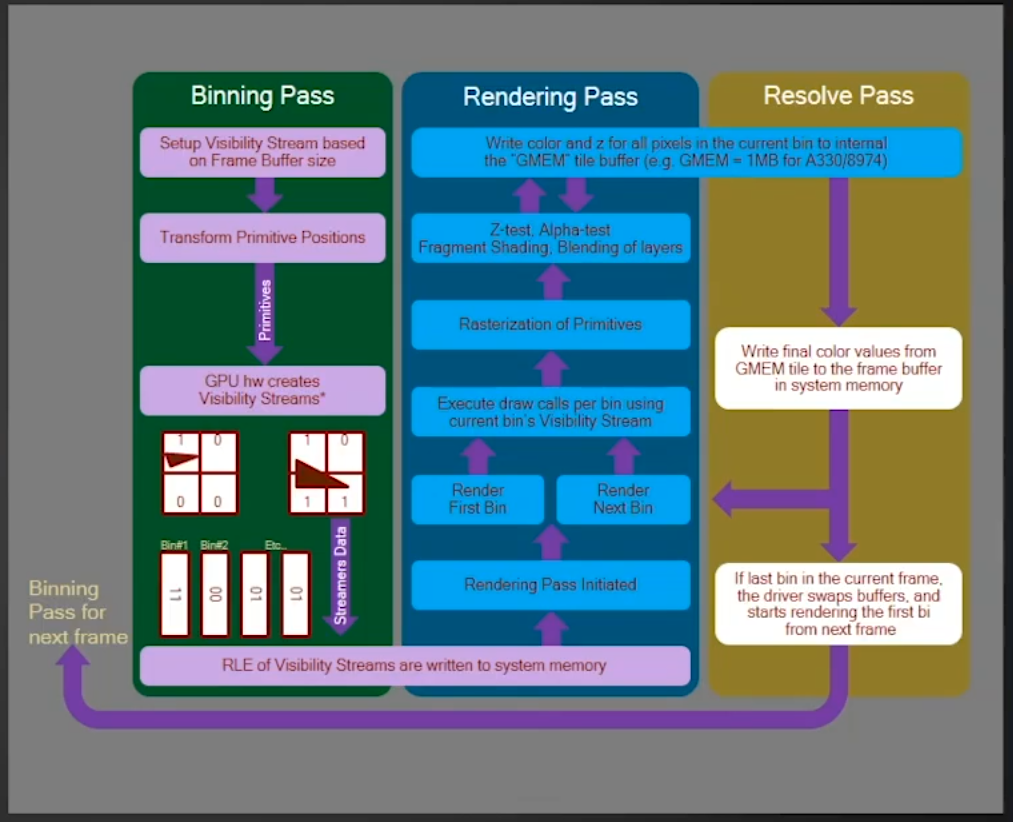 Binning Pass
Setup Visibility Stream based
on Frame Buffer size
Transform Primitive Positions
Primitives
GPU hw creates
Visibility Streams*
1 0
0 0
1 0
1 1
Bin#1 Bin#2 Etc..
11 00 01 01
Streamers Data
RLE of Visibility Streams are written to system memory
Rendering Pass
Write color and z for all pixels in the current bin to internal
the "GMEM" tile buffer (e.g. GMEM = 1MB for A330/8974)
Z-test, Alpha-test
Fragment Shading, Blending of layers
Rasterization of Primitives
Execute draw calls per bin using
current bin's Visibility Stream
Render
First Bin
Render
Next Bin
Rendering Pass Initiated
Resolve Pass
Write final color values from
GMEM tile to the frame buffer
in system memory
If last bin in the current frame,
the driver swaps buffers, and
starts rendering the first bi
from next frame
Binning
Pass for
next frame